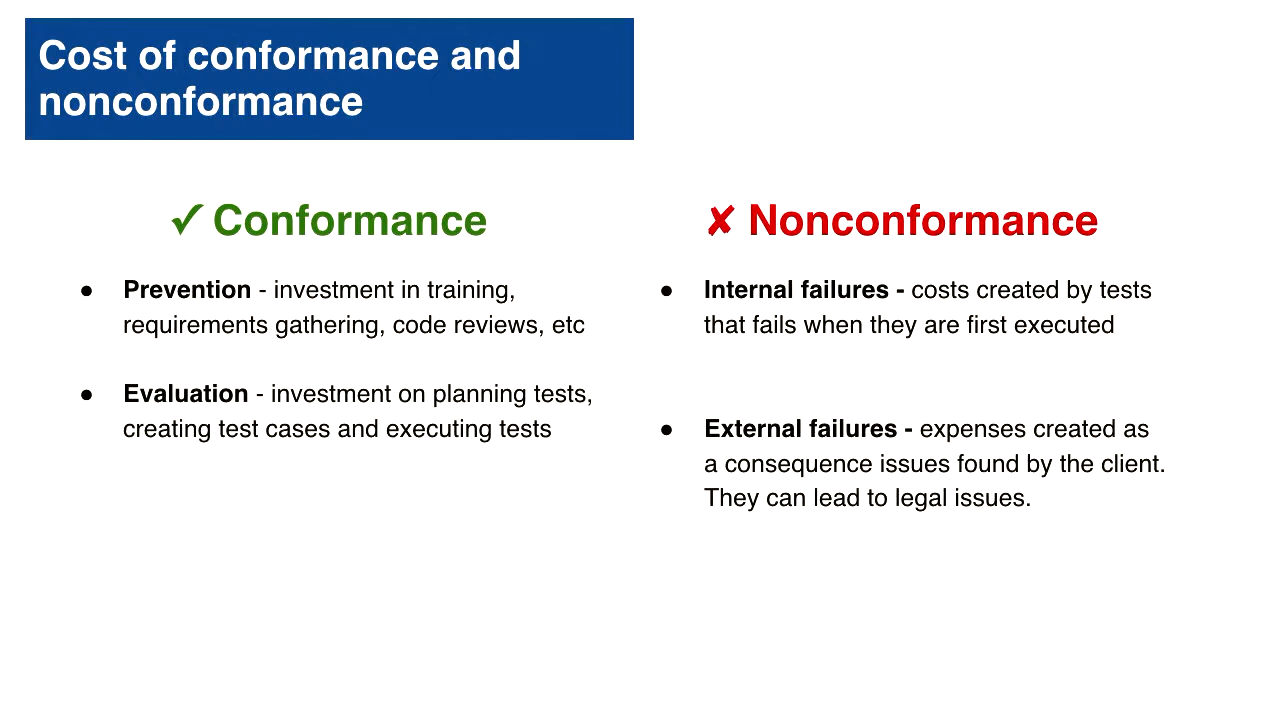 Cost of conformance and
nonconformance
✓ Conformance
● Prevention - investment in training,
requirements gathering, code reviews, etc
● Evaluation - investment on planning tests,
creating test cases and executing tests
✘ Nonconformance
● Internal failures - costs created by tests
that fails when they are first executed
● External failures - expenses created as
a consequence issues found by the client.
They can lead to legal issues.